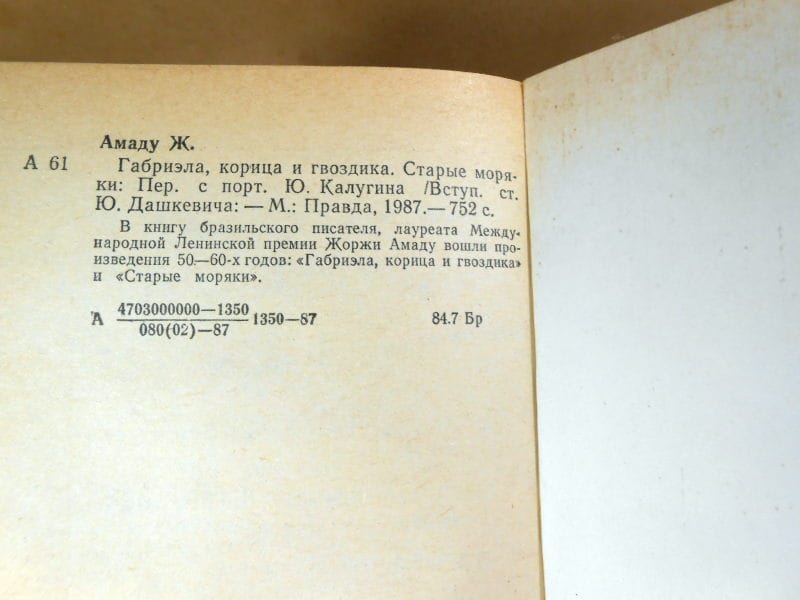 Амаду Ж.
А 61
Габриэла, корица и гвоздика. Старые моря-
ки: Пер. с порт. Ю. Калугина /Вступ. ст.
Ю. Дашкевича: — М.: Правда, 1987.— 752 с.
В книгу бразильского писателя, лауреата Между-
народной Ленинской премии Жоржи Амаду вошли про-
изведения 50—60-х годов: «Габриэла, корица и гвоздика»
и «Старые моряки».
А 4703000000—1350
080(02)—87
1350—87
84.7 Бр